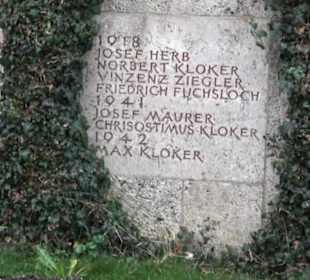 1918
JOSEF HERB
NORBERT KLOKER
VINZENZ ZIEGLER
FRIEDRICH FUCHSLOCH
1941
JOSEF MAURER
CHRISOSTIMUS KLOKER
1942
MAX KLOKER